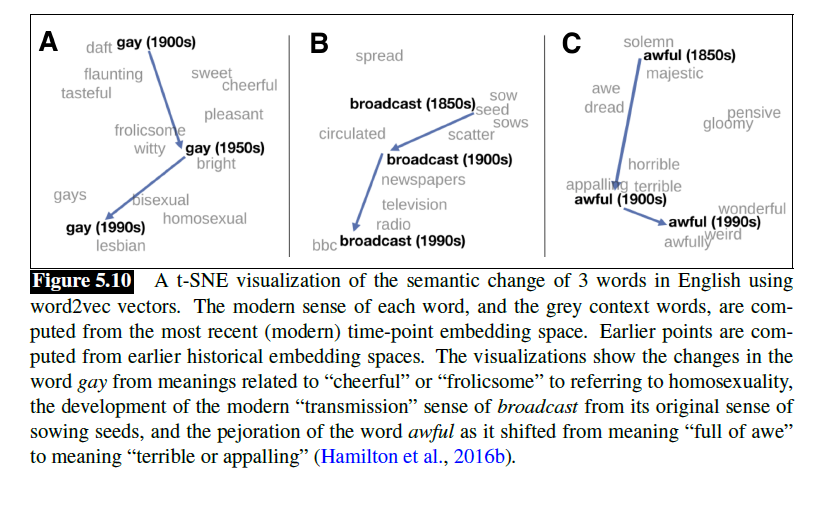 A
daft gay (1900s)
flaunting sweet
tasteful cheerful
pleasant
frolicsome
witty gay (1950s)
bright
gays bisexual
homosexual
gay (1990s)
lesbian
B
spread
broadcast (1850s) sow
seed
sows
circulated scatter
broadcast (1900s)
newspapers
television
radio
bbc broadcast (1990s)
C
solemn
awful (1850s)
majestic
awe
dread pensive
gloomy
horrible
appalling terrible
awful (1900s)
wonderful
awful (1990s)
weird
awfully
Figure 5.10 A t-SNE visualization of the semantic change of 3 words in English using
word2vec vectors. The modern sense of each word, and the grey context words, are com-
puted from the most recent (modern) time-point embedding space. Earlier points are com-
puted from earlier historical embedding spaces. The visualizations show the changes in the
word gay from meanings related to “cheerful” or “frolicsome” to referring to homosexuality,
the development of the modern “transmission” sense of broadcast from its original sense of
sowing seeds, and the pejoration of the word awful as it shifted from meaning “full of awe”
to meaning “terrible or appalling” (Hamilton et al., 2016b).